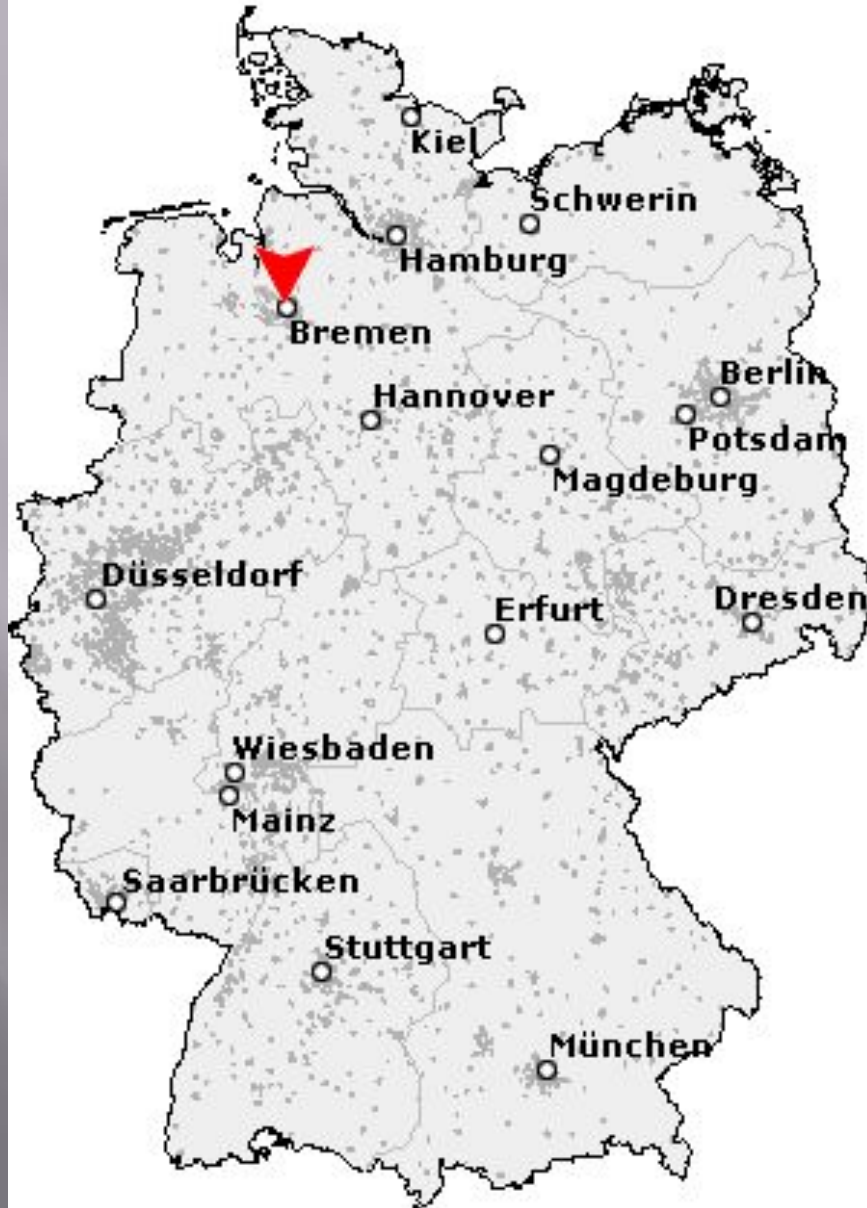 Kiel
Schwerin
Hamburg
Bremen
Berlin
Hannover
Potsdam
Magdeburg
Düsseldorf
Dresden
Erfurt
Wiesbaden
Mainz
Saarbrücken
Stuttgart
München